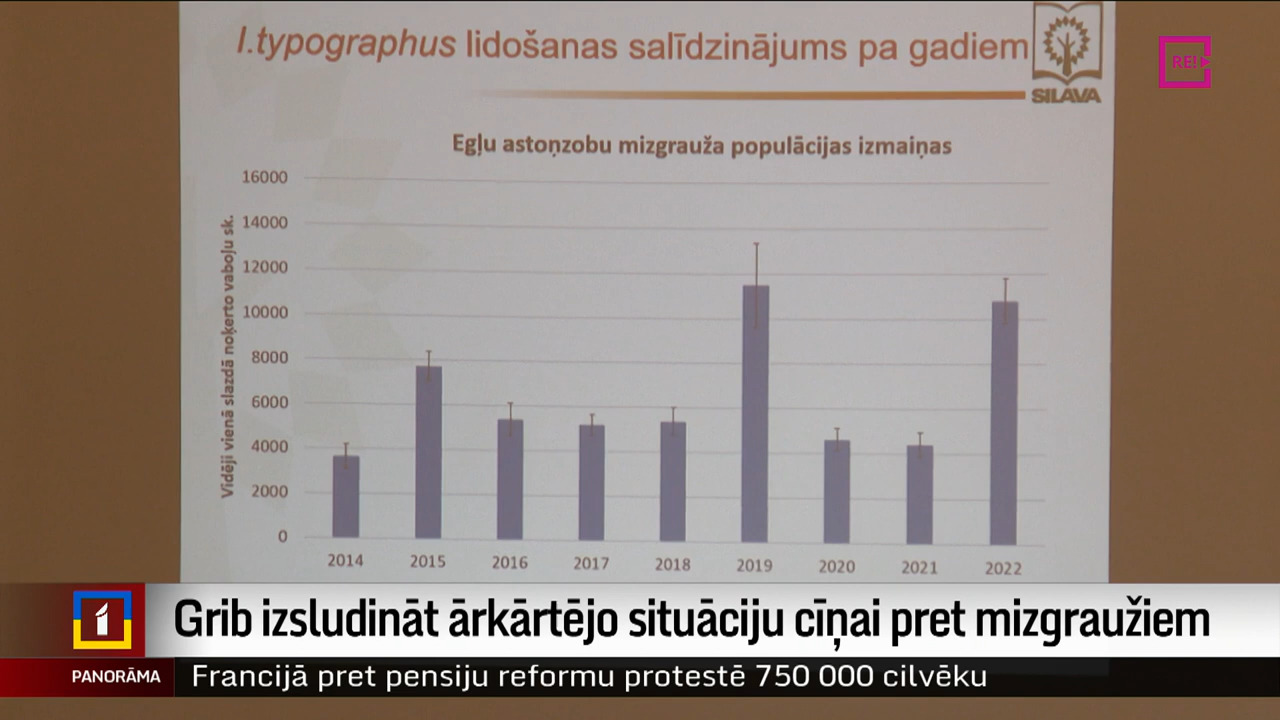 I.typographus lidošanas salīdzinājums pa gadiem
SILAVA
RE!
Egļu astoņzobu mizgrauža populācijas izmaiņas
Vidēji vienā slazdā noķerto vaboļu sk.
16000
14000
12000
10000
8000
6000
4000
2000
0
2014 2015 2016 2017 2018 2019 2020 2021 2022
1 Grib izsludināt ārkārtējo situāciju cīņai pret mizgraužiem
PANORĀMA Francijā pret pensiju reformu protestē 750 000 cilvēku